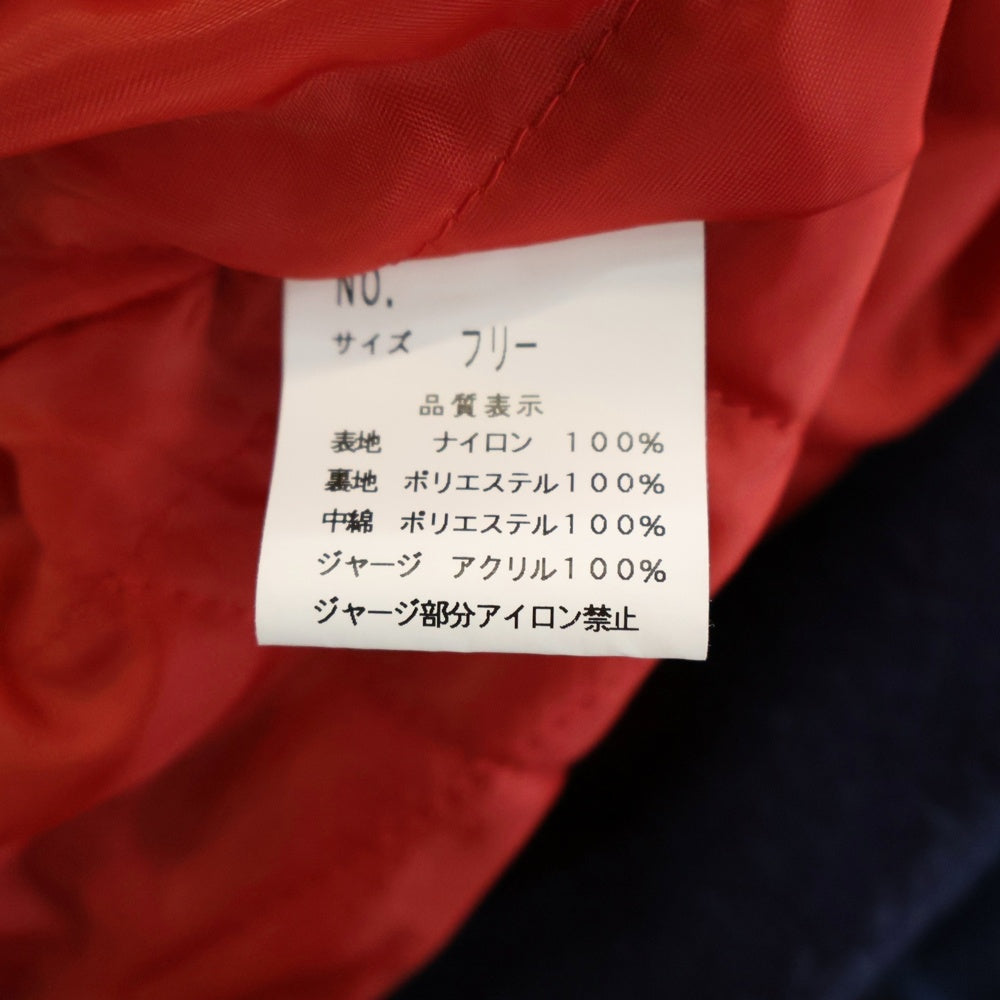 NO.
サイズ フリー
品質表示
表地 ナイロン 100%
裏地 ポリエステル100%
中綿 ポリエステル100%
ジャージ アクリル100%
ジャージ部分アイロン禁止